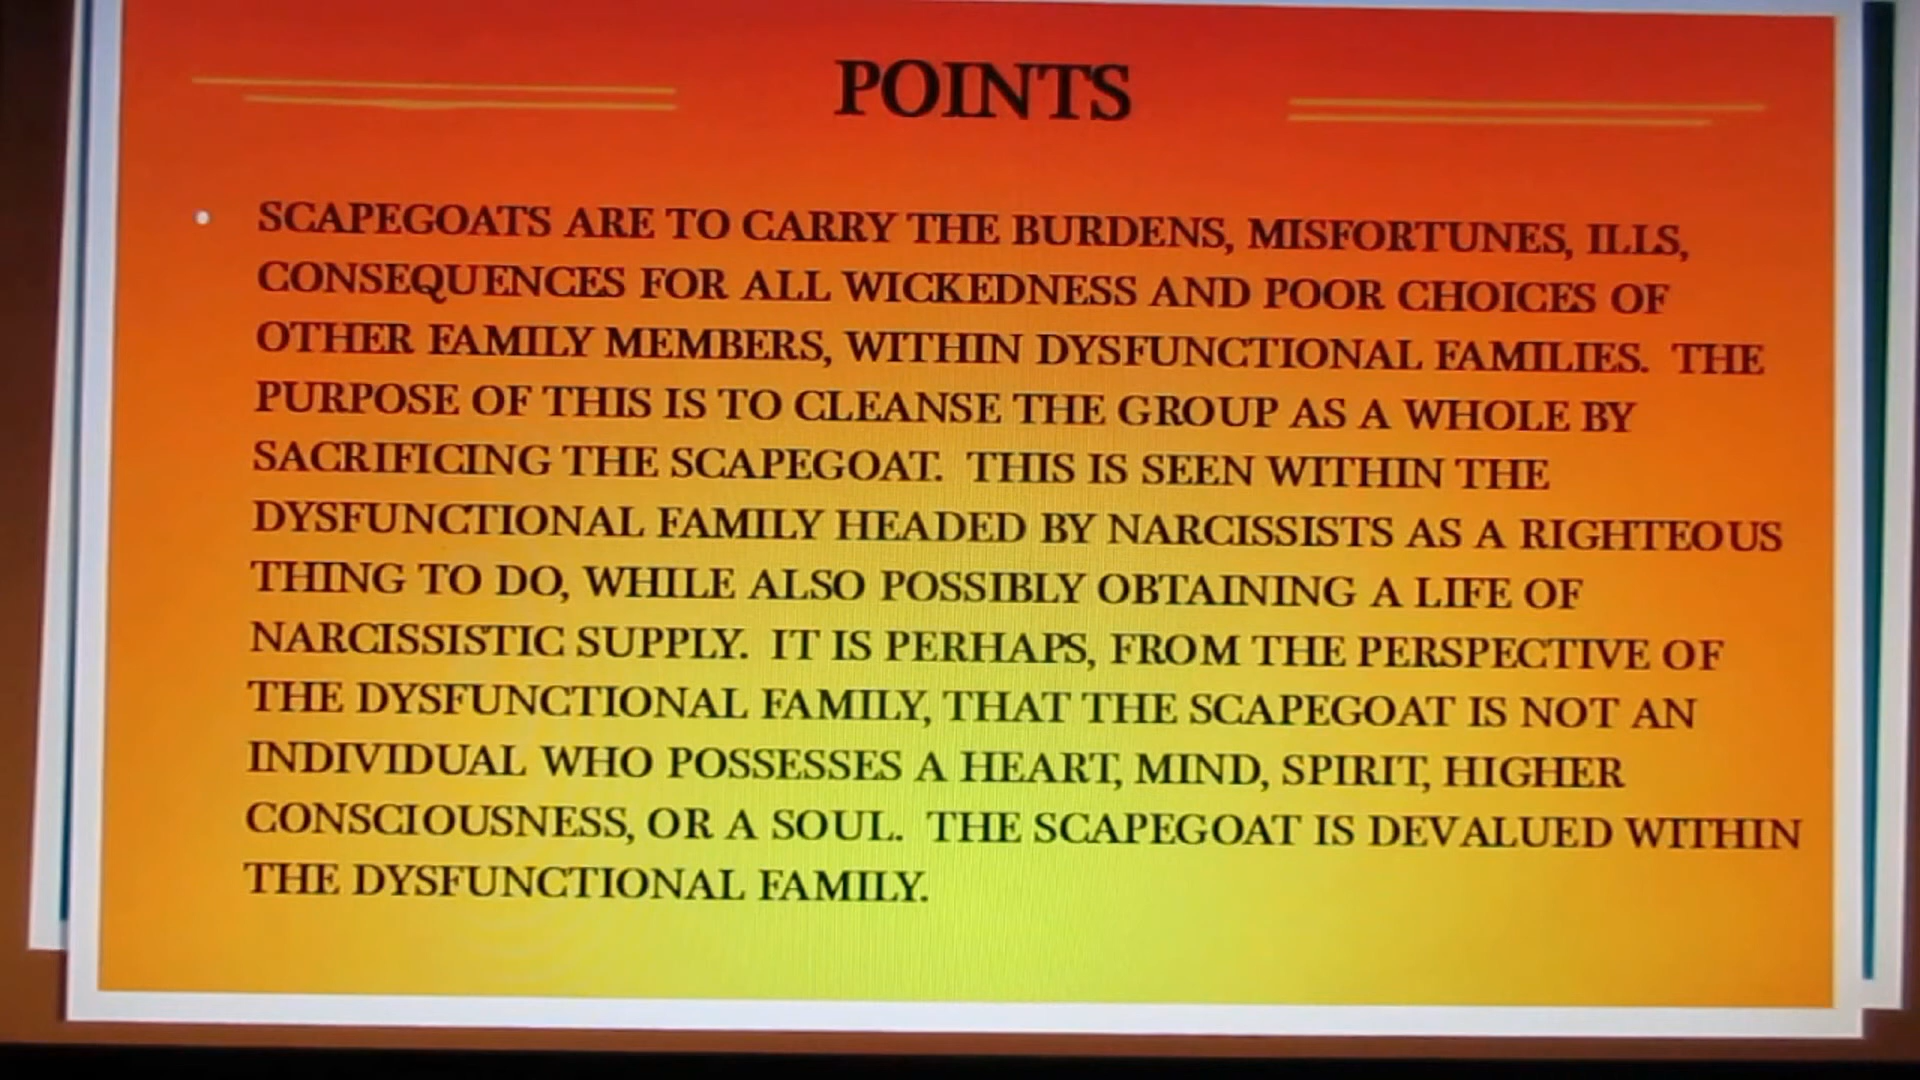 POINTS
• SCAPEGOATS ARE TO CARRY THE BURDENS, MISFORTUNES, ILLS,
CONSEQUENCES FOR ALL WICKEDNESS AND POOR CHOICES OF
OTHER FAMILY MEMBERS, WITHIN DYSFUNCTIONAL FAMILIES. THE
PURPOSE OF THIS IS TO CLEANSE THE GROUP AS A WHOLE BY
SACRIFICING THE SCAPEGOAT. THIS IS SEEN WITHIN THE
DYSFUNCTIONAL FAMILY HEADED BY NARCISSISTS AS A RIGHTEOUS
THING TO DO, WHILE ALSO POSSIBLY OBTAINING A LIFE OF
NARCISSISTIC SUPPLY. IT IS PERHAPS, FROM THE PERSPECTIVE OF
THE DYSFUNCTIONAL FAMILY, THAT THE SCAPEGOAT IS NOT AN
INDIVIDUAL WHO POSSESSES A HEART, MIND, SPIRIT, HIGHER
CONSCIOUSNESS, OR A SOUL. THE SCAPEGOAT IS DEVALUED WITHIN
THE DYSFUNCTIONAL FAMILY.